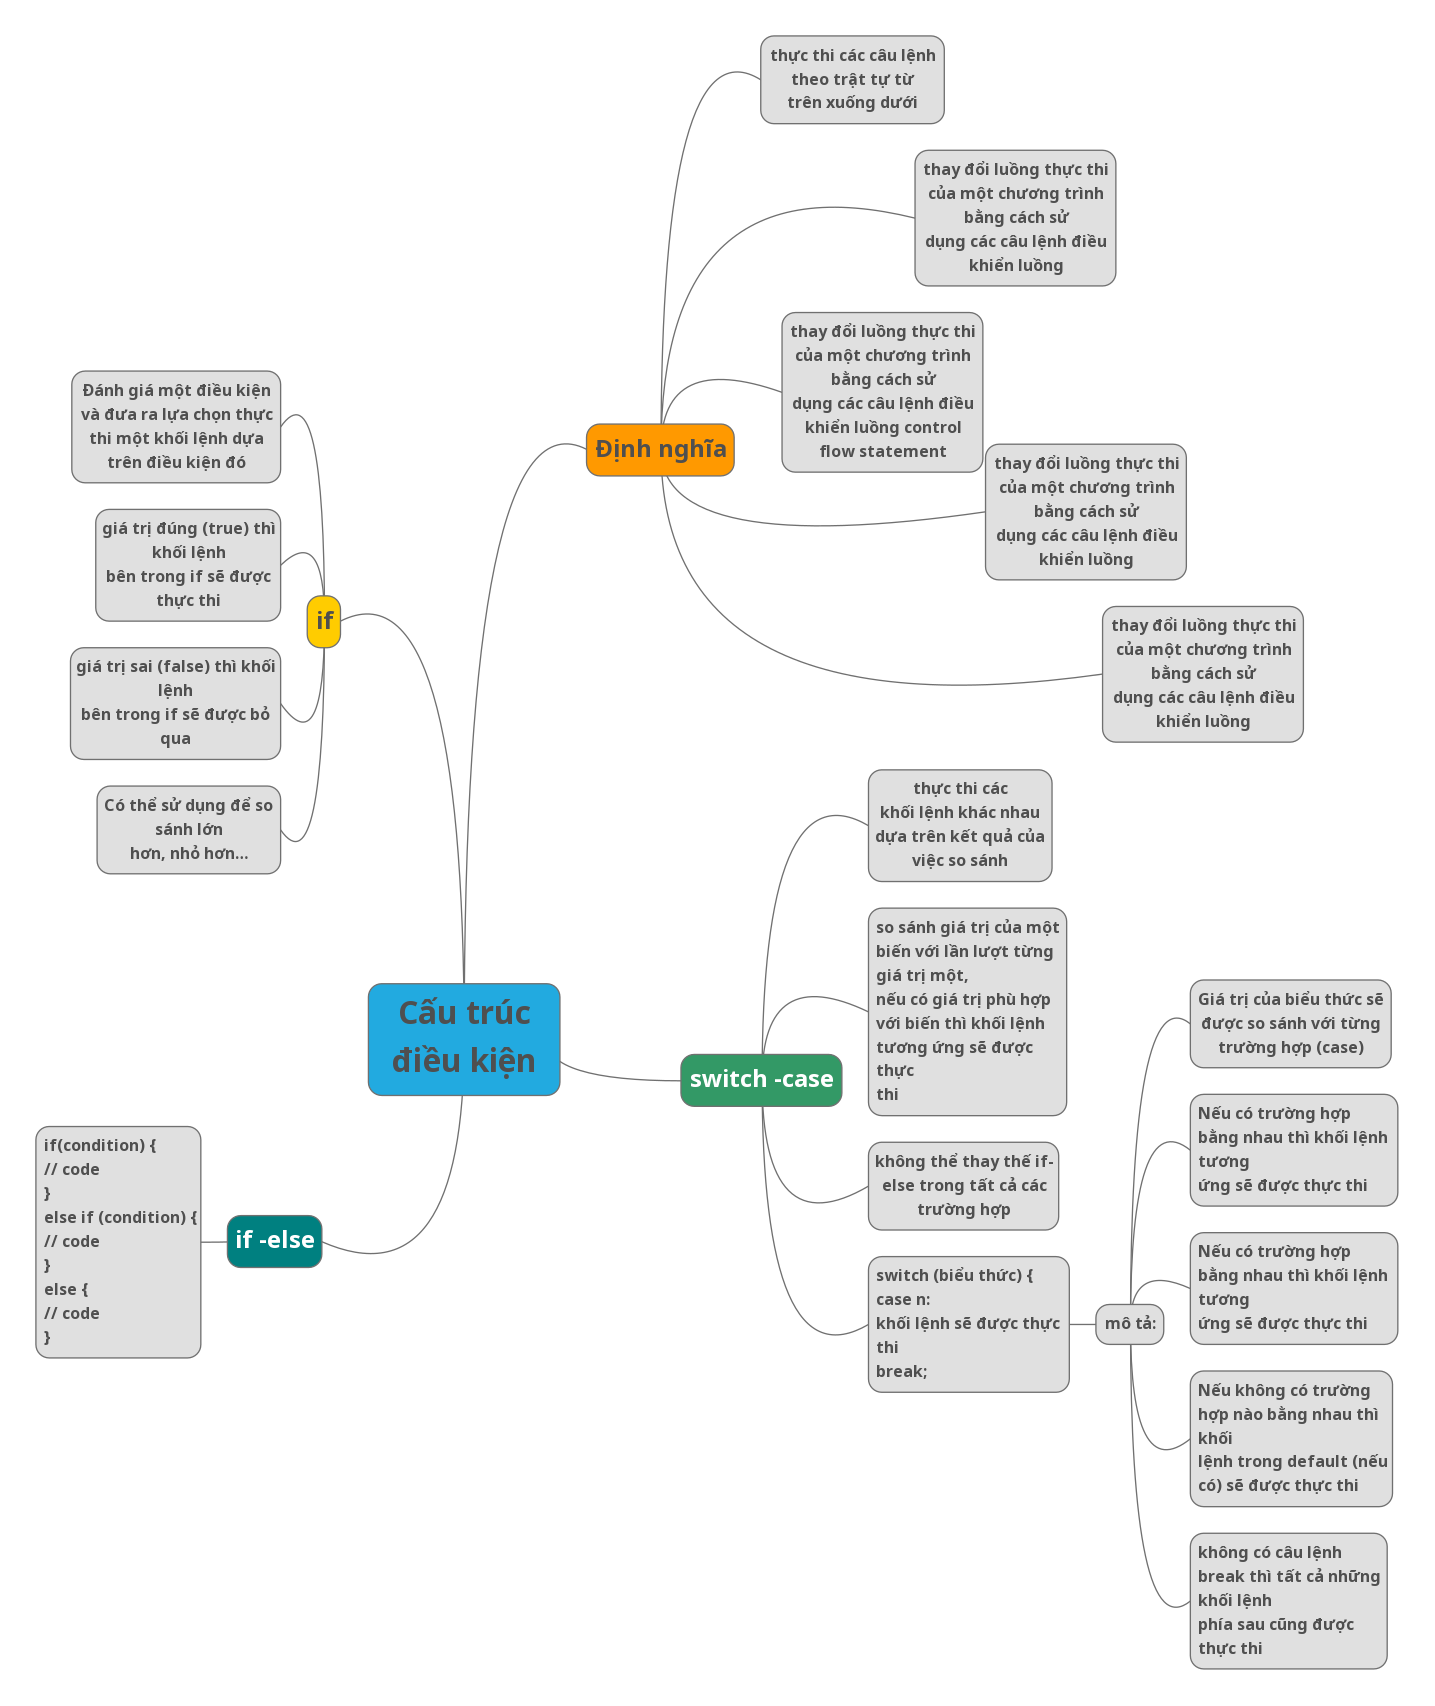 Cấu trúc
điều kiện
Định nghĩa
thực thi các câu lệnh
theo trật tự từ
trên xuống dưới
thay đổi luồng thực thi
của một chương trình
bằng cách sử
dụng các câu lệnh điều
khiển luồng
thay đổi luồng thực thi
của một chương trình
bằng cách sử
dụng các câu lệnh điều
khiển luồng control
flow statement
thay đổi luồng thực thi
của một chương trình
bằng cách sử
dụng các câu lệnh điều
khiển luồng
thay đổi luồng thực thi
của một chương trình
bằng cách sử
dụng các câu lệnh điều
khiển luồng
if
Đánh giá một điều kiện
và đưa ra lựa chọn thực
thi một khối lệnh dựa
trên điều kiện đó
giá trị đúng (true) thì
khối lệnh
bên trong if sẽ được
thực thi
giá trị sai (false) thì khối
lệnh
bên trong if sẽ được bỏ
qua
Có thể sử dụng để so
sánh lớn
hơn, nhỏ hơn...
switch -case
thực thi các
khối lệnh khác nhau
dựa trên kết quả của
việc so sánh
so sánh giá trị của một
biến với lần lượt từng
giá trị một,
nếu có giá trị phù hợp
với biến thì khối lệnh
tương ứng sẽ được
thực
thi
không thể thay thế if-
else trong tất cả các
trường hợp
switch (biểu thức) {
case n:
khối lệnh sẽ được thực
thi
break;
mô tả:
Giá trị của biểu thức sẽ
được so sánh với từng
trường hợp (case)
Nếu có trường hợp
bằng nhau thì khối lệnh
tương
ứng sẽ được thực thi
Nếu có trường hợp
bằng nhau thì khối lệnh
tương
ứng sẽ được thực thi
Nếu không có trường
hợp nào bằng nhau thì
khối
lệnh trong default (nếu
có) sẽ được thực thi
không có câu lệnh
break thì tất cả những
khối lệnh
phía sau cũng được
thực thi
if -else
if(condition) {
// code
}
else if (condition) {
// code
}
else {
// code
}